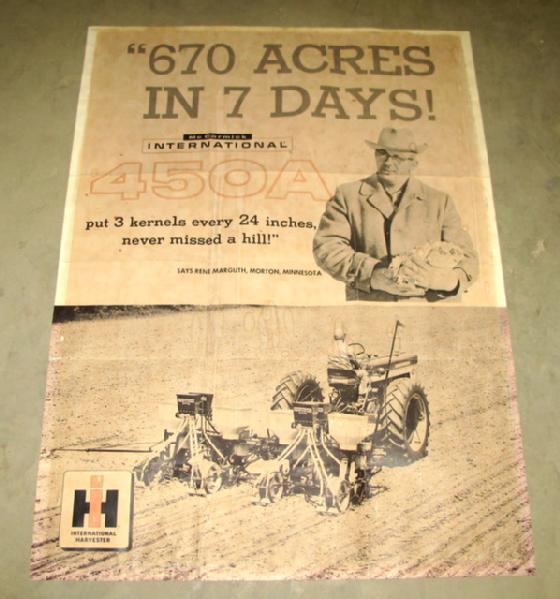 "670 ACRES
IN 7 DAYS!
McCormick
INTERNATIONAL
450A
put 3 kernels every 24 inches,
never missed a hill!"
SAYS RENE MARGUTH, MORTON, MINNESOTA
IH
INTERNATIONAL
HARVESTER